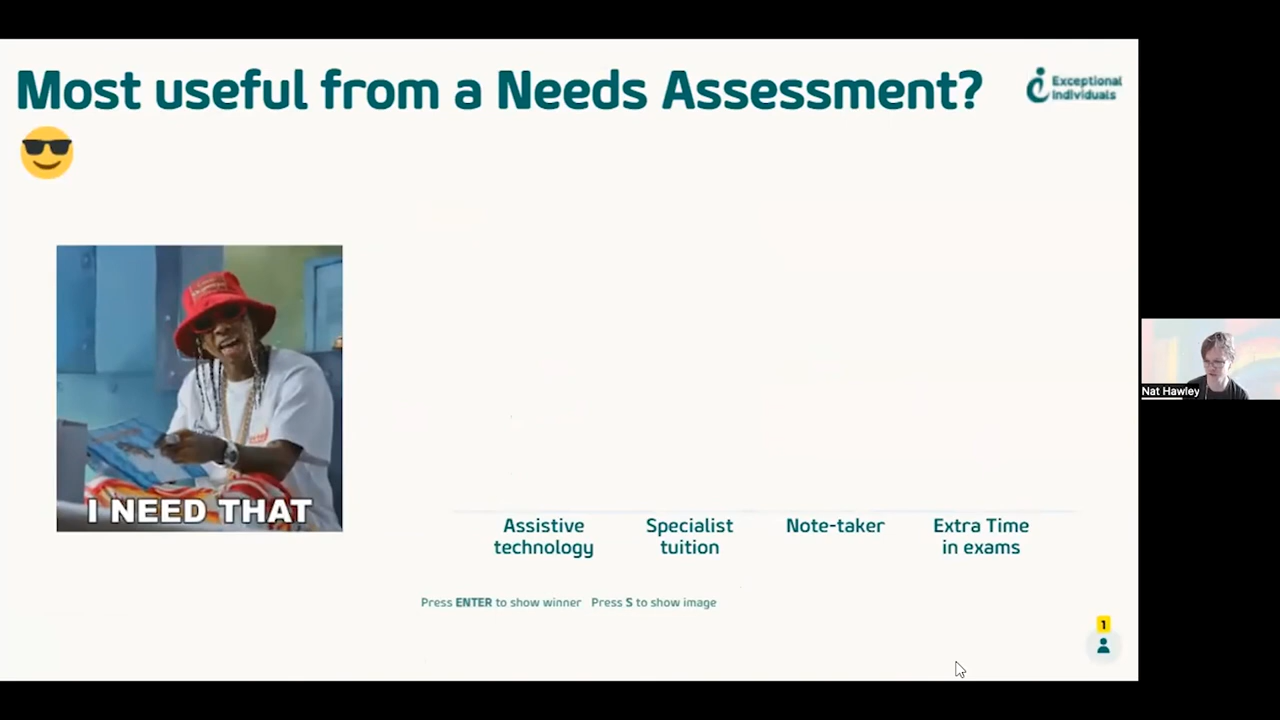 Most useful from a Needs Assessment?
Exceptional
Individuals
I NEED THAT
Assistive
technology
Specialist
tuition
Note-taker
Extra Time
in exams
Press ENTER to show winner Press S to show image
1
Nat Hawley